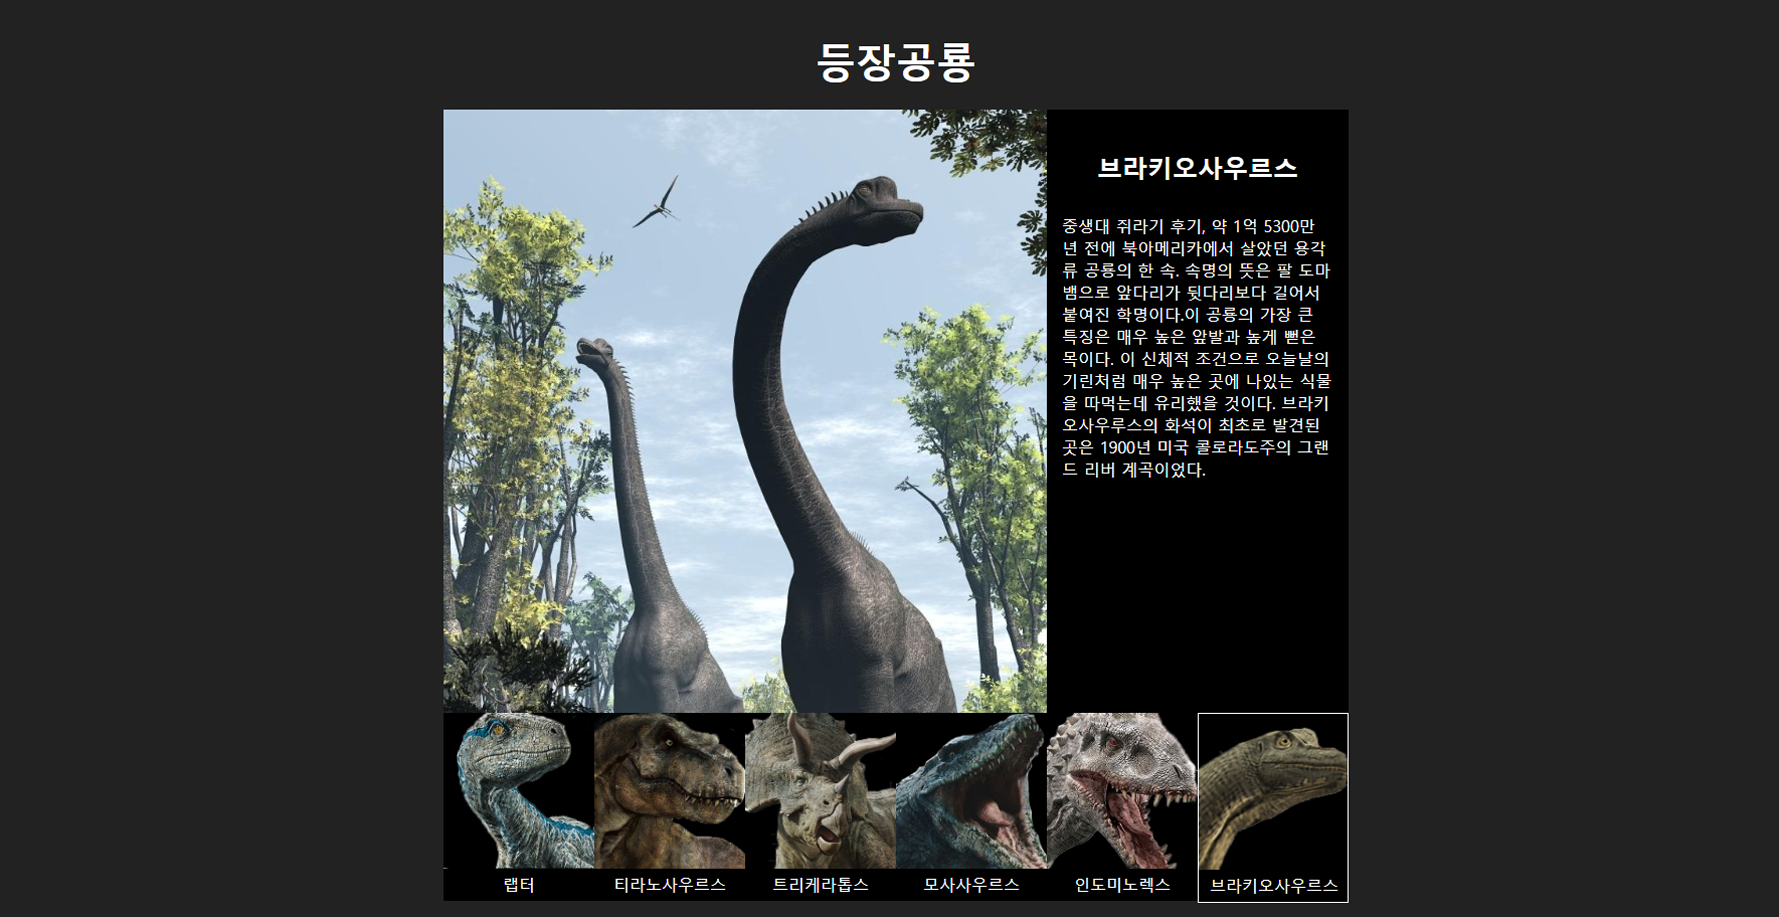 등장공룡
브라키오사우르스
중생대 쥐라기 후기, 약 1억 5300만
년 전에 북아메리카에서 살았던 용각
류 공룡의 한 속. 속명의 뜻은 팔 도마
뱀으로 앞다리가 뒷다리보다 길어서
붙여진 학명이다.이 공룡의 가장 큰
특징은 매우 높은 앞발과 높게 뻗은
목이다. 이 신체적 조건으로 오늘날의
기린처럼 매우 높은 곳에 나있는 식물
을 따먹는데 유리했을 것이다. 브라키
오사우루스의 화석이 최초로 발견된
곳은 1900년 미국 콜로라도주의 그랜
드 리버 계곡이었다.
랩터
티라노사우르스
트리케라톱스
모사사우르스
인도미노렉스
브라키오사우르스